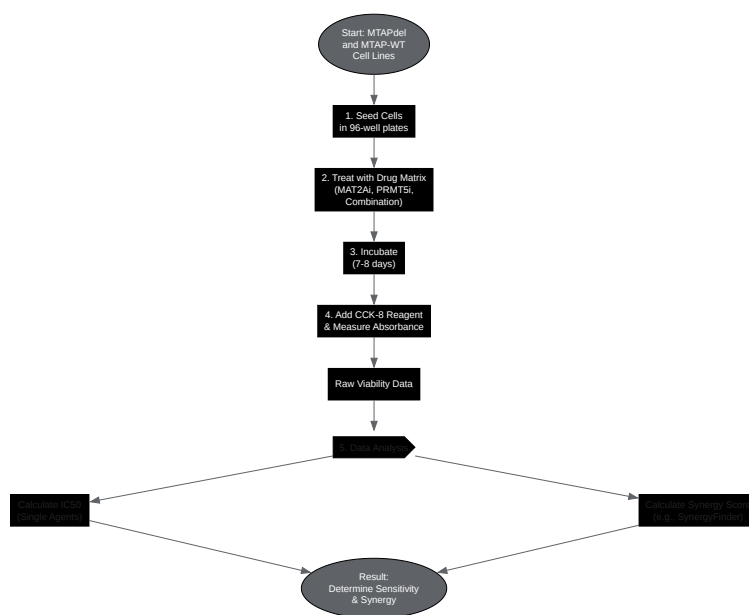 Start: MTAPdel
and MTAP-WT
Cell Lines
1. Seed Cells
in 96-well plates
2. Treat with Drug Matrix
(MAT2Ai, PRMT5i,
Combination)
3. Incubate
(7-8 days)
4. Add CCK-8 Reagent
& Measure Absorbance
Raw Viability Data
5. Data Analysis
Calculate IC50
(Single Agents)
Calculate Synergy Score
(e.g., SynergyFinder)
Result:
Determine Sensitivity
& Synergy